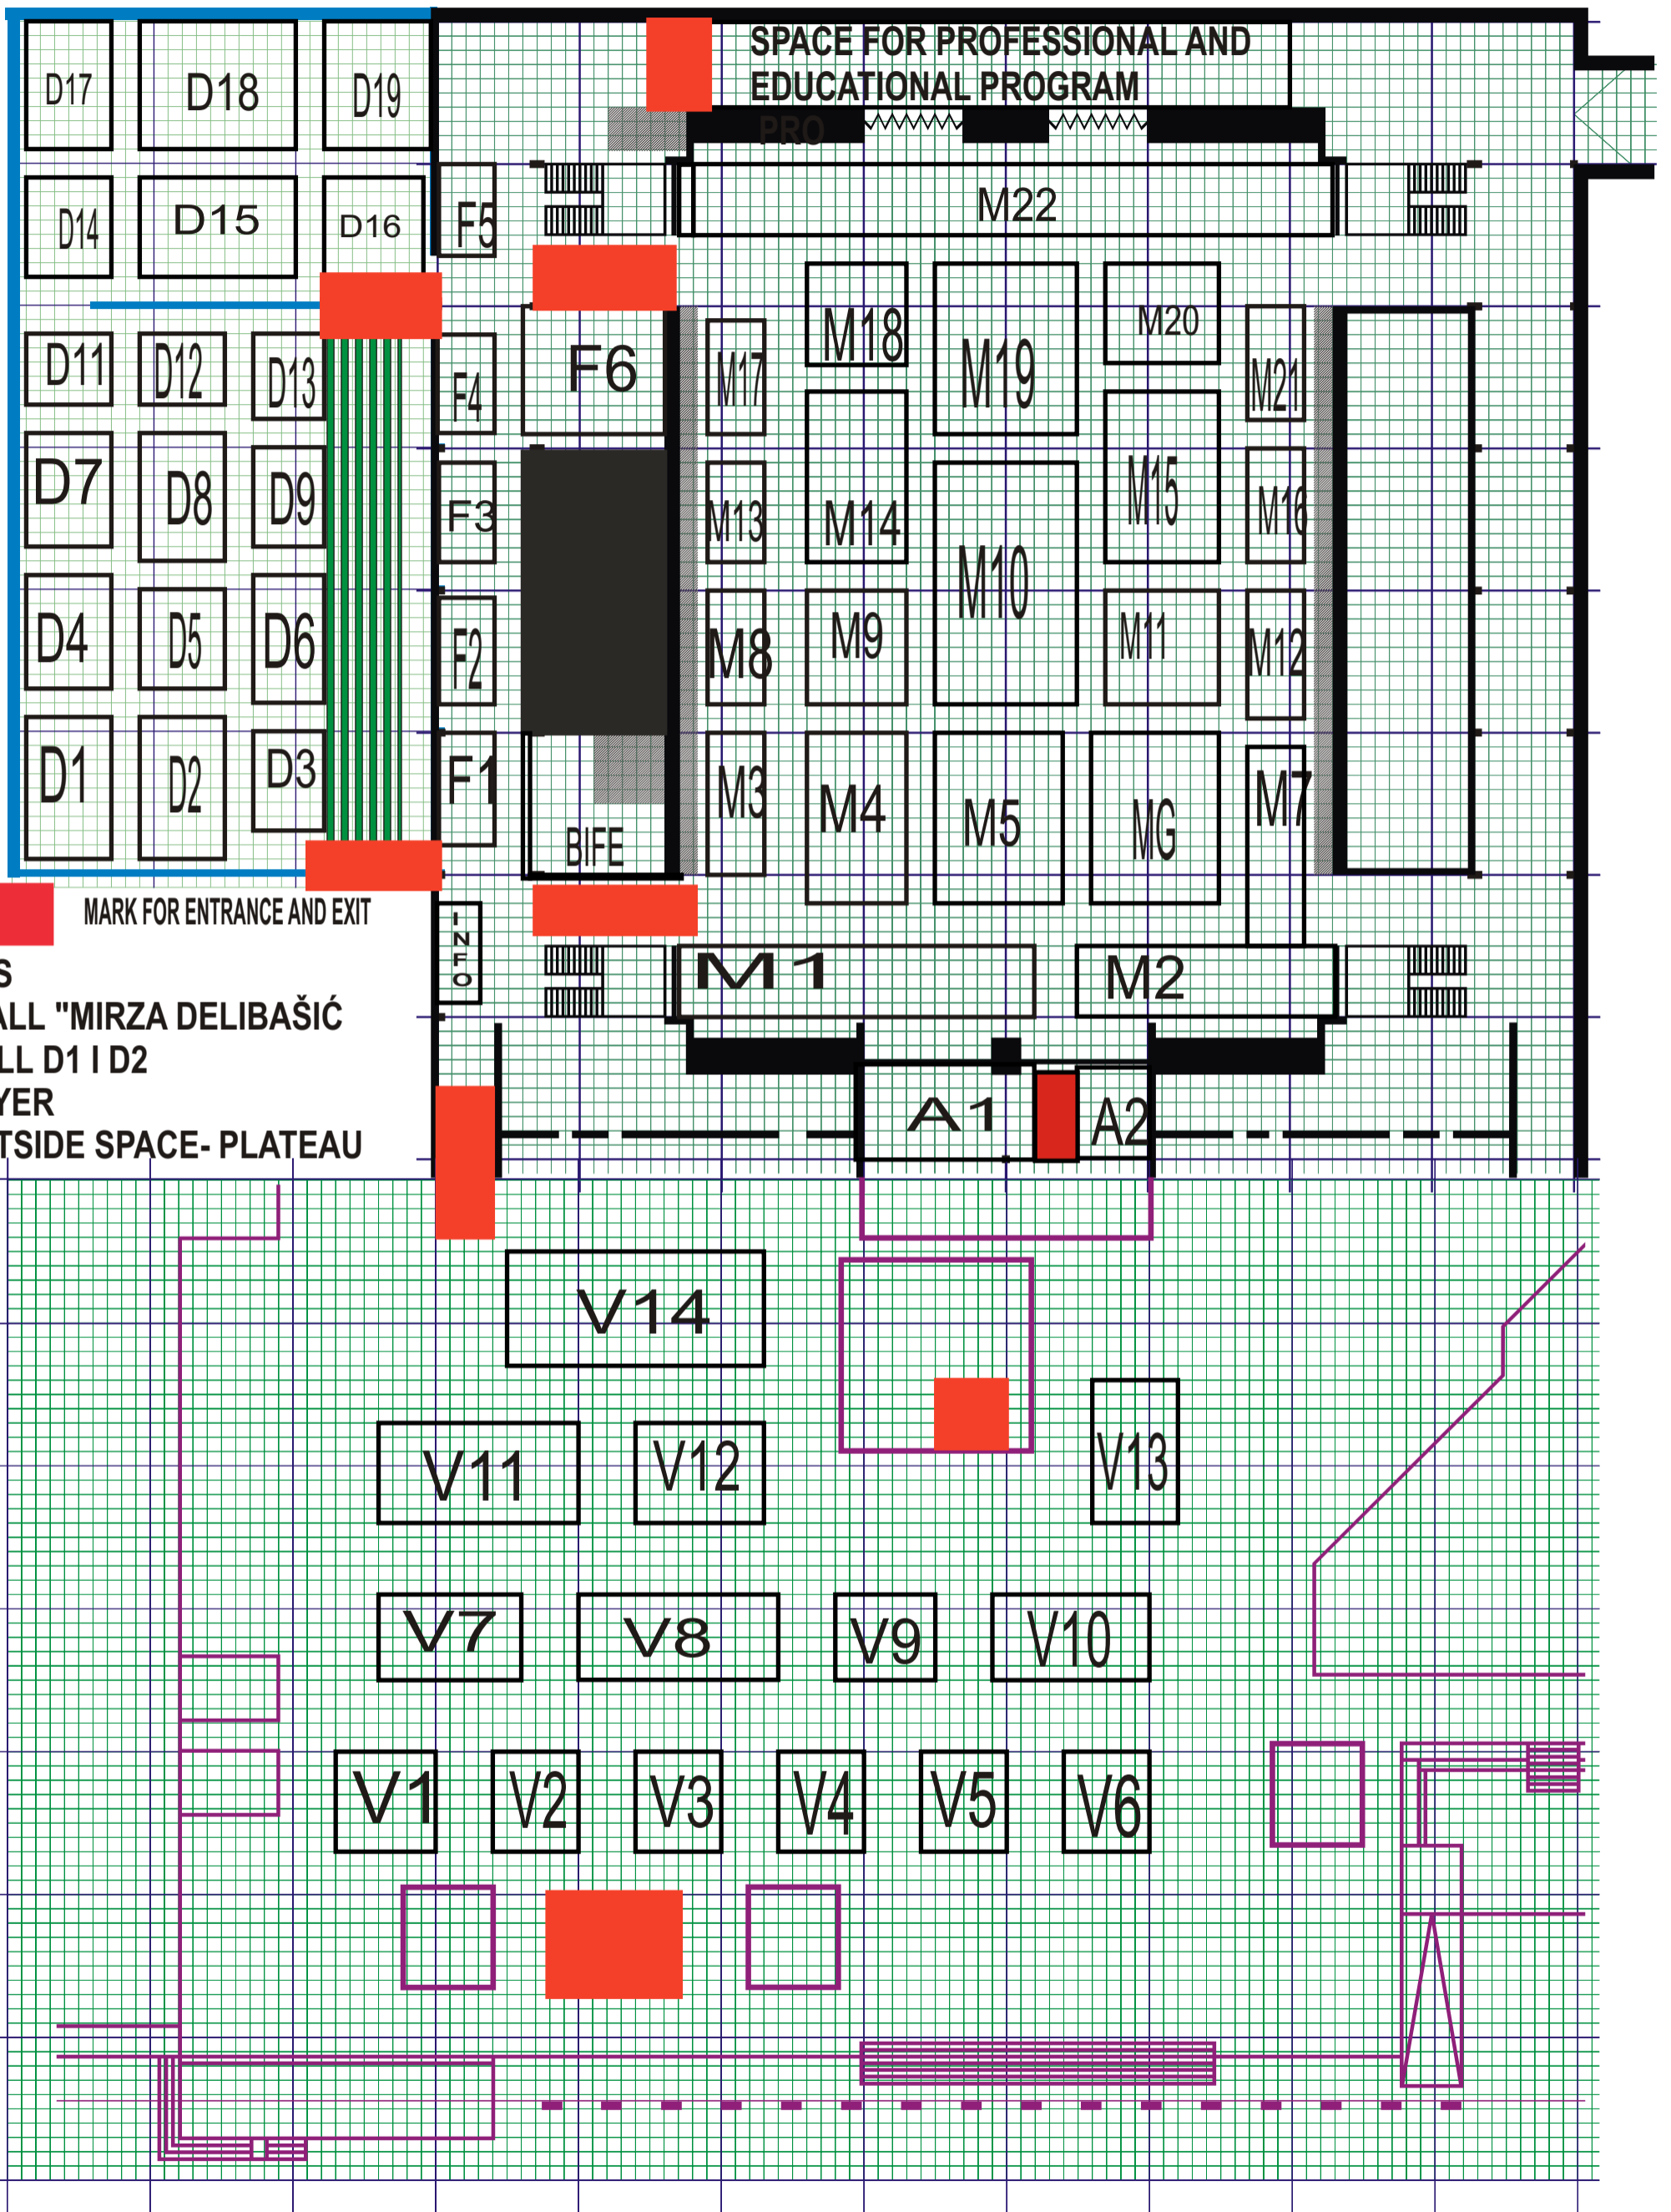 SPACE FOR PROFESSIONAL AND
EDUCATIONAL PROGRAM
PRO
D17 D18 D19
M22
D14 D15 D16 F5
M18 M19 M20
D11 D12 D13 F4 F6 M17 M21
D7 D8 D9 F3 M13 M14 M15 M16
M10
D4 D5 D6 F2 M8 M9 M11 M12
D1 D2 D3 F1 M3 M4 M5 MG M7
BIFE
MARK FOR ENTRANCE AND EXIT
INFO
S
M1 M2
ALL "MIRZA DELIBAŠIĆ
LL D1 I D2
YER
A1 A2
TSIDE SPACE- PLATEAU
V14
V11 V12 V13
V7 V8 V9 V10
V1 V2 V3 V4 V5 V6